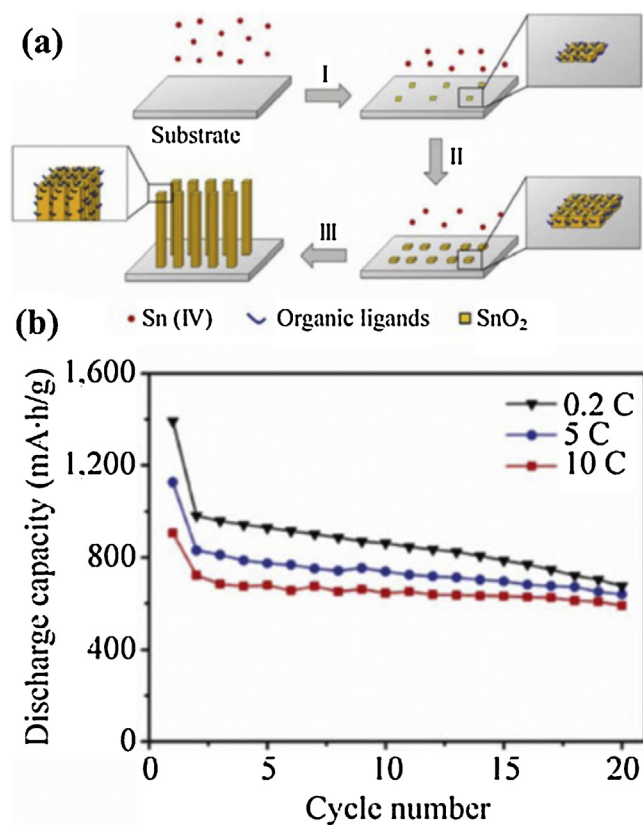 (a)
I
Substrate
II
III
Sn (IV)
Organic ligands
SnO₂
(b)
1,600
1,200
800
400
0
Discharge capacity (mA·h/g)
0.2 C
5 C
10 C
0
5
10
15
20
Cycle number